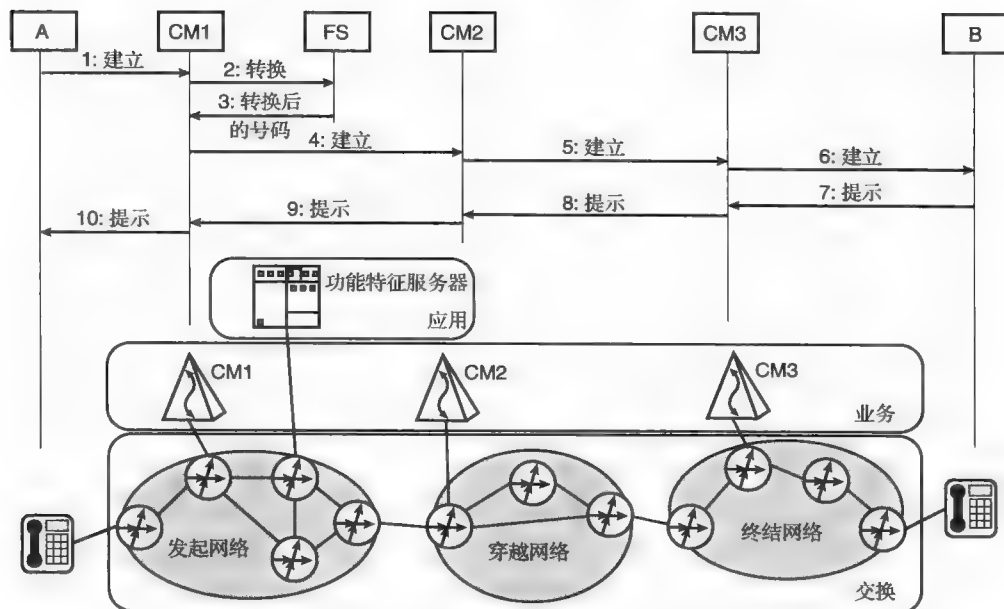 A
CM1
FS
CM2
CM3
B
1: 建立
2: 转换
3: 转换后
的号码
4: 建立
5: 建立
6: 建立
7: 提示
8: 提示
9: 提示
10: 提示
功能特征服务器
应用
CM1
CM2
CM3
业务
发起网络
穿越网络
终结网络
交换